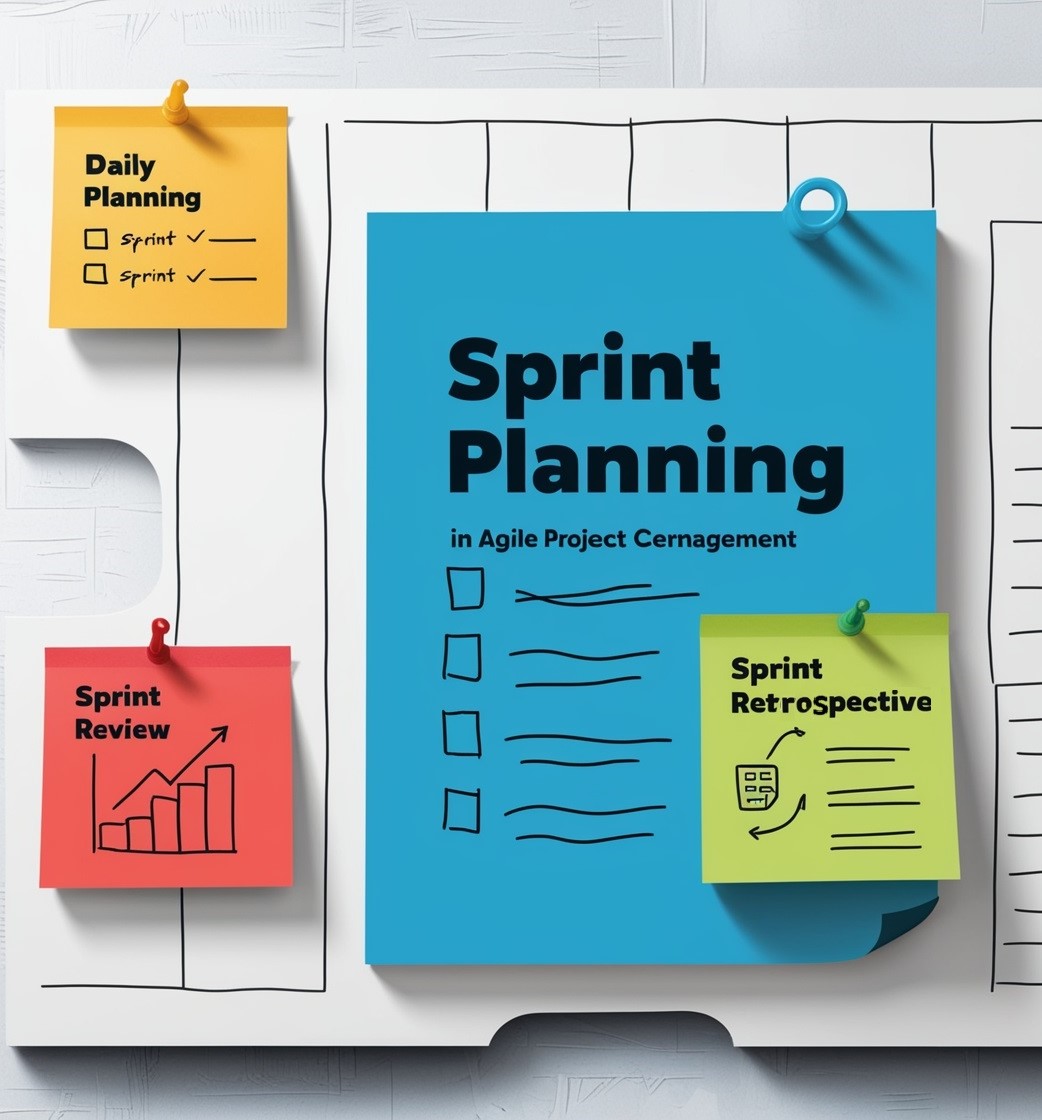 Daily
Planning
Sprint ✓
Sprint ✓
Sprint
Planning
in Agile Project Cernagement
Sprint
Review
Sprint
Retrospective